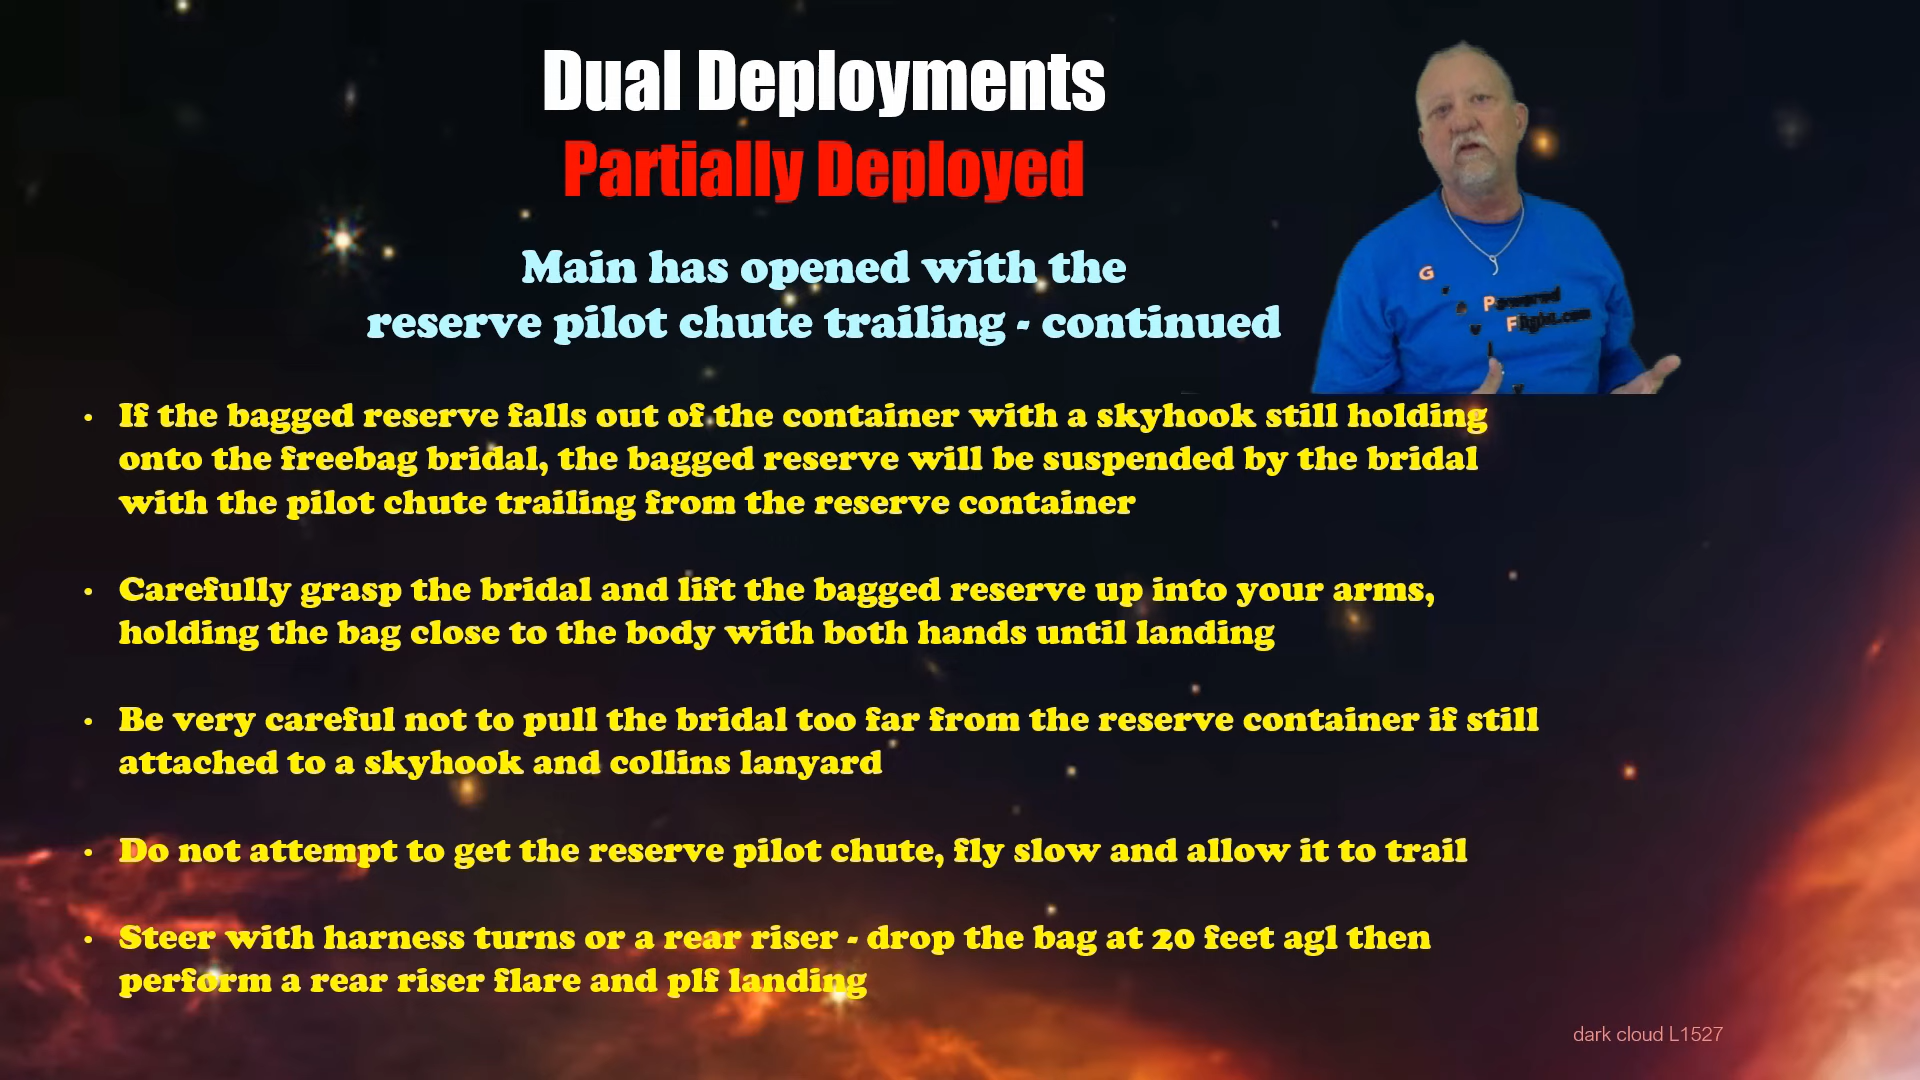 Dual Deployments
Partially Deployed
Main has opened with the
reserve pilot chute trailing - continued
G
Powered
Flight.com
• If the bagged reserve falls out of the container with a skyhook still holding
onto the freebag bridal, the bagged reserve will be suspended by the bridal
with the pilot chute trailing from the reserve container
• Carefully grasp the bridal and lift the bagged reserve up into your arms,
holding the bag close to the body with both hands until landing
• Be very careful not to pull the bridal too far from the reserve container if still
attached to a skyhook and collins lanyard
• Do not attempt to get the reserve pilot chute, fly slow and allow it to trail
• Steer with harness turns or a rear riser - drop the bag at 20 feet agl then
perform a rear riser flare and plf landing
dark cloud L1527